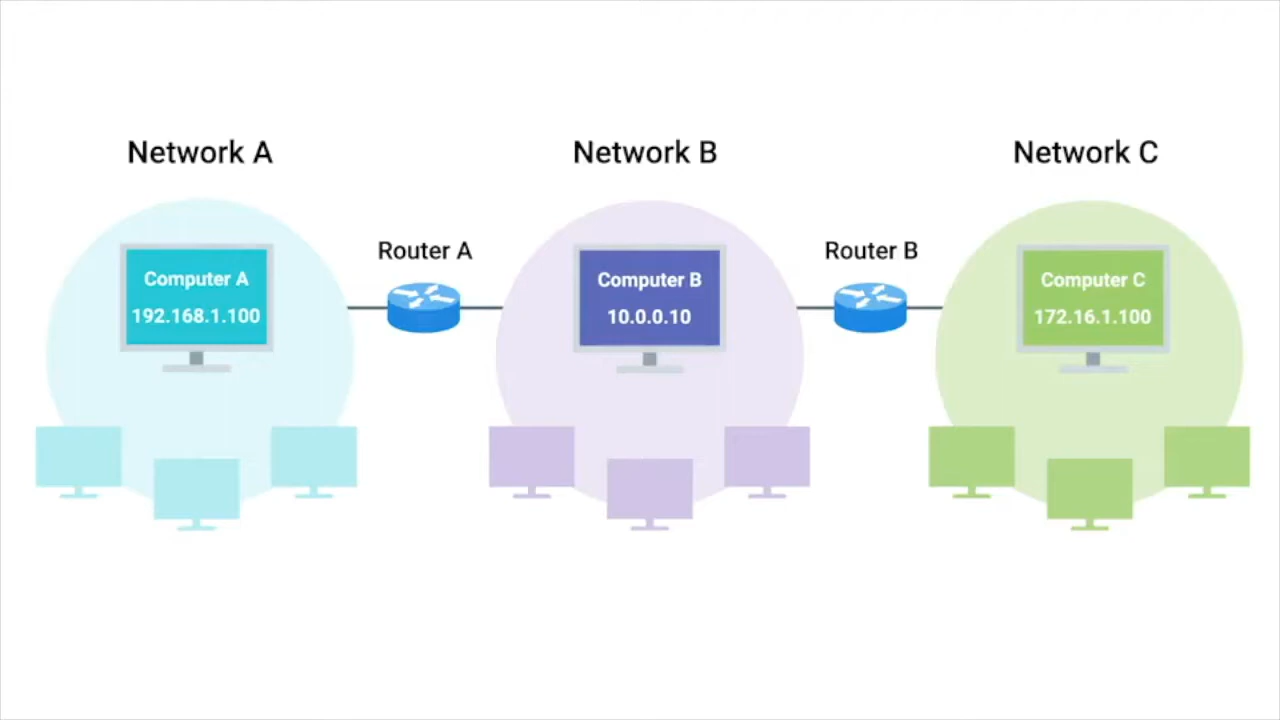 Network A
Network B
Network C
Router A
Router B
Computer A
192.168.1.100
Computer B
10.0.0.10
Computer C
172.16.1.100